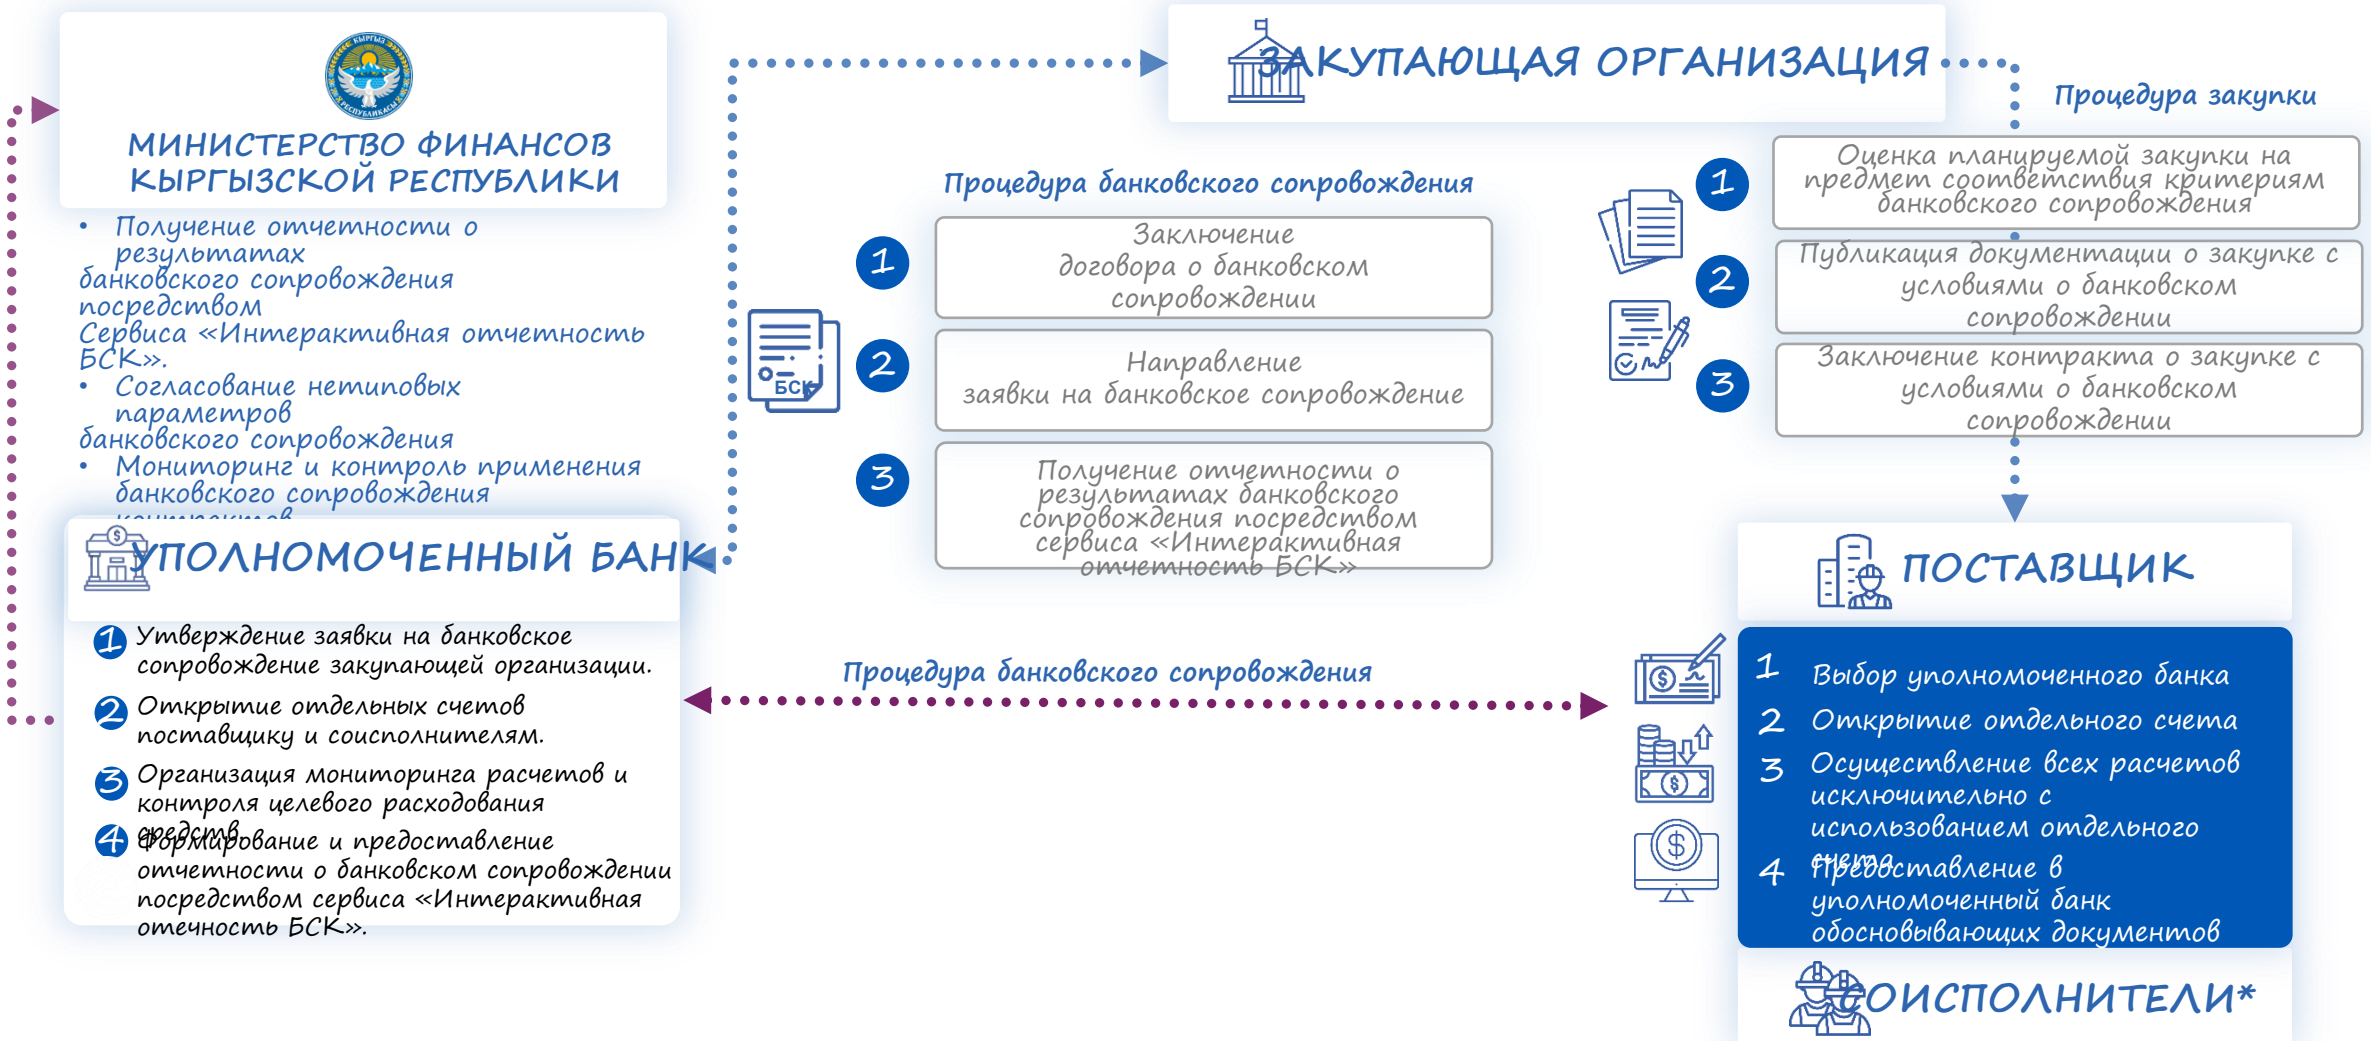 КЫРГЫЗ
РЕСПУБЛИКАСЫ
МИНИСТЕРСТВО ФИНАНСОВ
КЫРГЫЗСКОЙ РЕСПУБЛИКИ
• Получение отчетности о
результатах
банковского сопровождения
посредством
Сервиса «Интерактивная отчетность
БСК».
• Согласование нетиповых
параметров
банковского сопровождения
• Мониторинг и контроль применения
банковского сопровождения
контрактов
ЗАКУПАЮЩАЯ ОРГАНИЗАЦИЯ
Процедура банковского сопровождения
1
Заключение
договора о банковском
сопровождении
2
Направление
заявки на банковское сопровождение
3
Получение отчетности о
результатах банковского
сопровождения посредством
сервиса «Интерактивная
отчетность БСК»
БСК
Процедура закупки
1
Оценка планируемой закупки на
предмет соответствия критериям
банковского сопровождения
2
Публикация документации о закупке с
условиями о банковском
сопровождении
3
Заключение контракта о закупке с
условиями о банковском
сопровождении
УПОЛНОМОЧЕННЫЙ БАНК
1 Утверждение заявки на банковское
сопровождение закупающей организации.
2 Открытие отдельных счетов
поставщику и соисполнителям.
3 Организация мониторинга расчетов и
контроля целевого расходования
средств.
4 Формирование и предоставление
отчетности о банковском сопровождении
посредством сервиса «Интерактивная
отечность БСК».
Процедура банковского сопровождения
ПОСТАВЩИК
1 Выбор уполномоченного банка
2 Открытие отдельного счета
3 Осуществление всех расчетов
исключительно с
использованием отдельного
счета
4 Предоставление в
уполномоченный банк
обосновывающих документов
СОИСПОЛНИТЕЛИ*